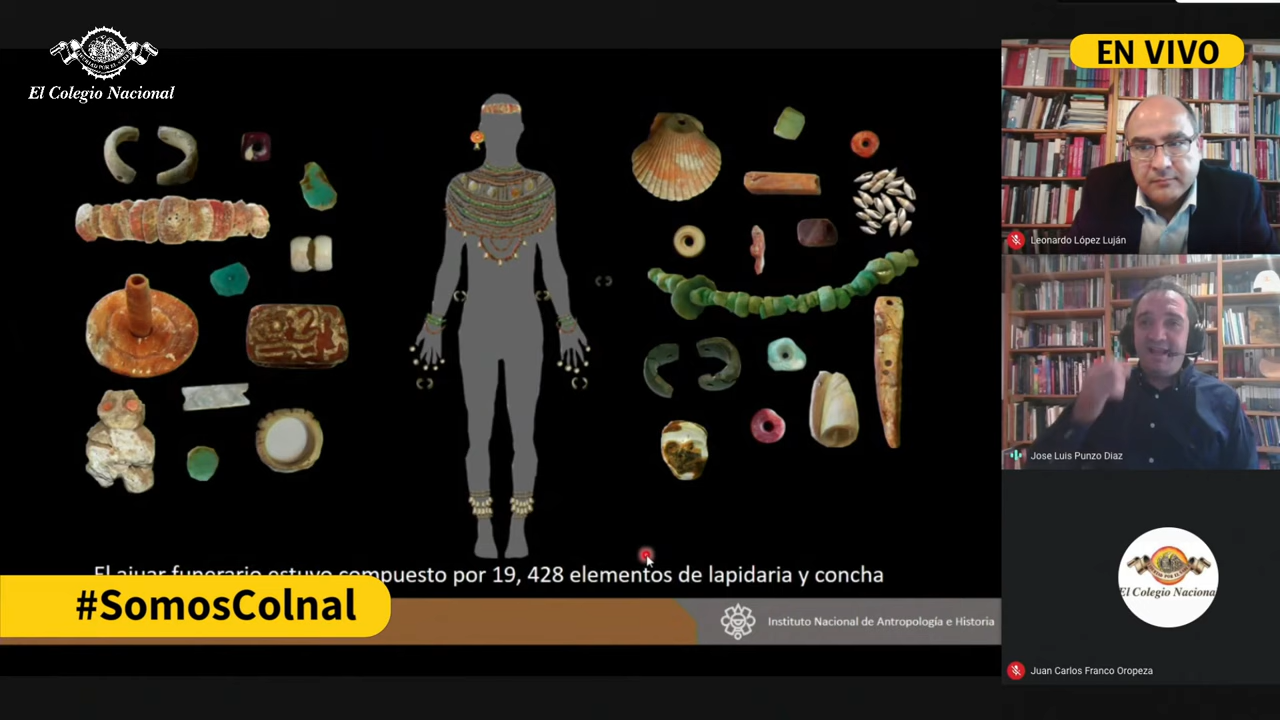 El Colegio Nacional
EN VIVO
Leonardo López Luján
Jose Luis Punzo Diaz
El ajuar funerario estuvo compuesto por 19, 428 elementos de lapidaria y concha
#SomosColnal
Instituto Nacional de Antropología e Historia
El Colegio Naciona
Juan Carlos Franco Oropeza